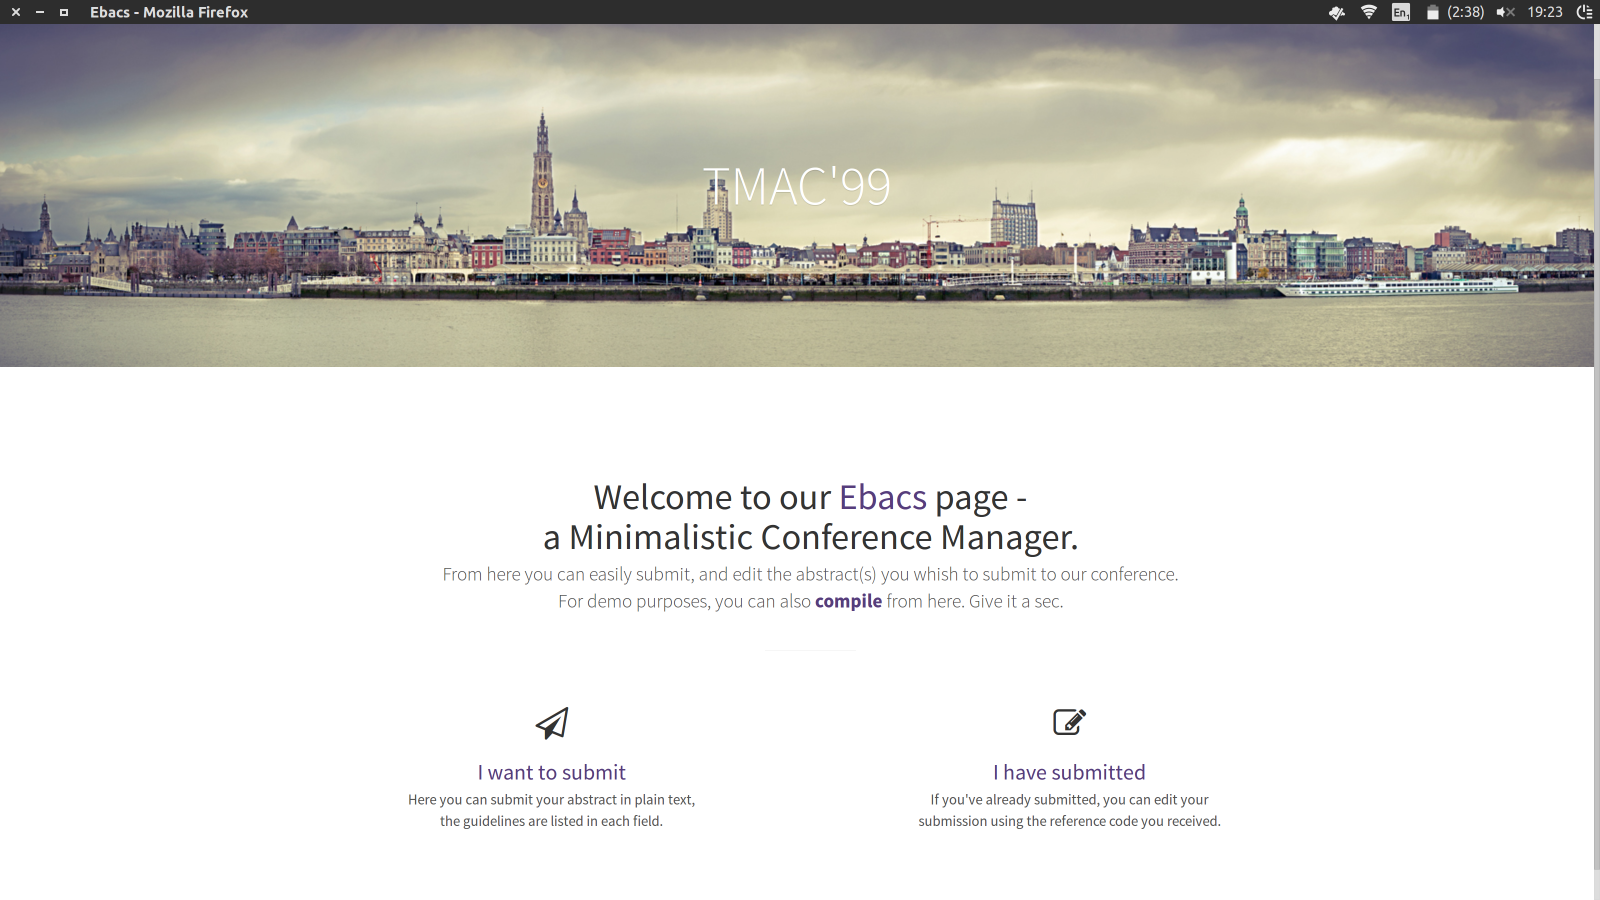 Ebacs - Mozilla Firefox
En1
(2:38)
19:23
TMAC'99
Welcome to our Ebacs page -
a Minimalistic Conference Manager.
From here you can easily submit, and edit the abstract(s) you whish to submit to our conference.
For demo purposes, you can also compile from here. Give it a sec.
I want to submit
Here you can submit your abstract in plain text,
the guidelines are listed in each field.
I have submitted
If you've already submitted, you can edit your
submission using the reference code you received.